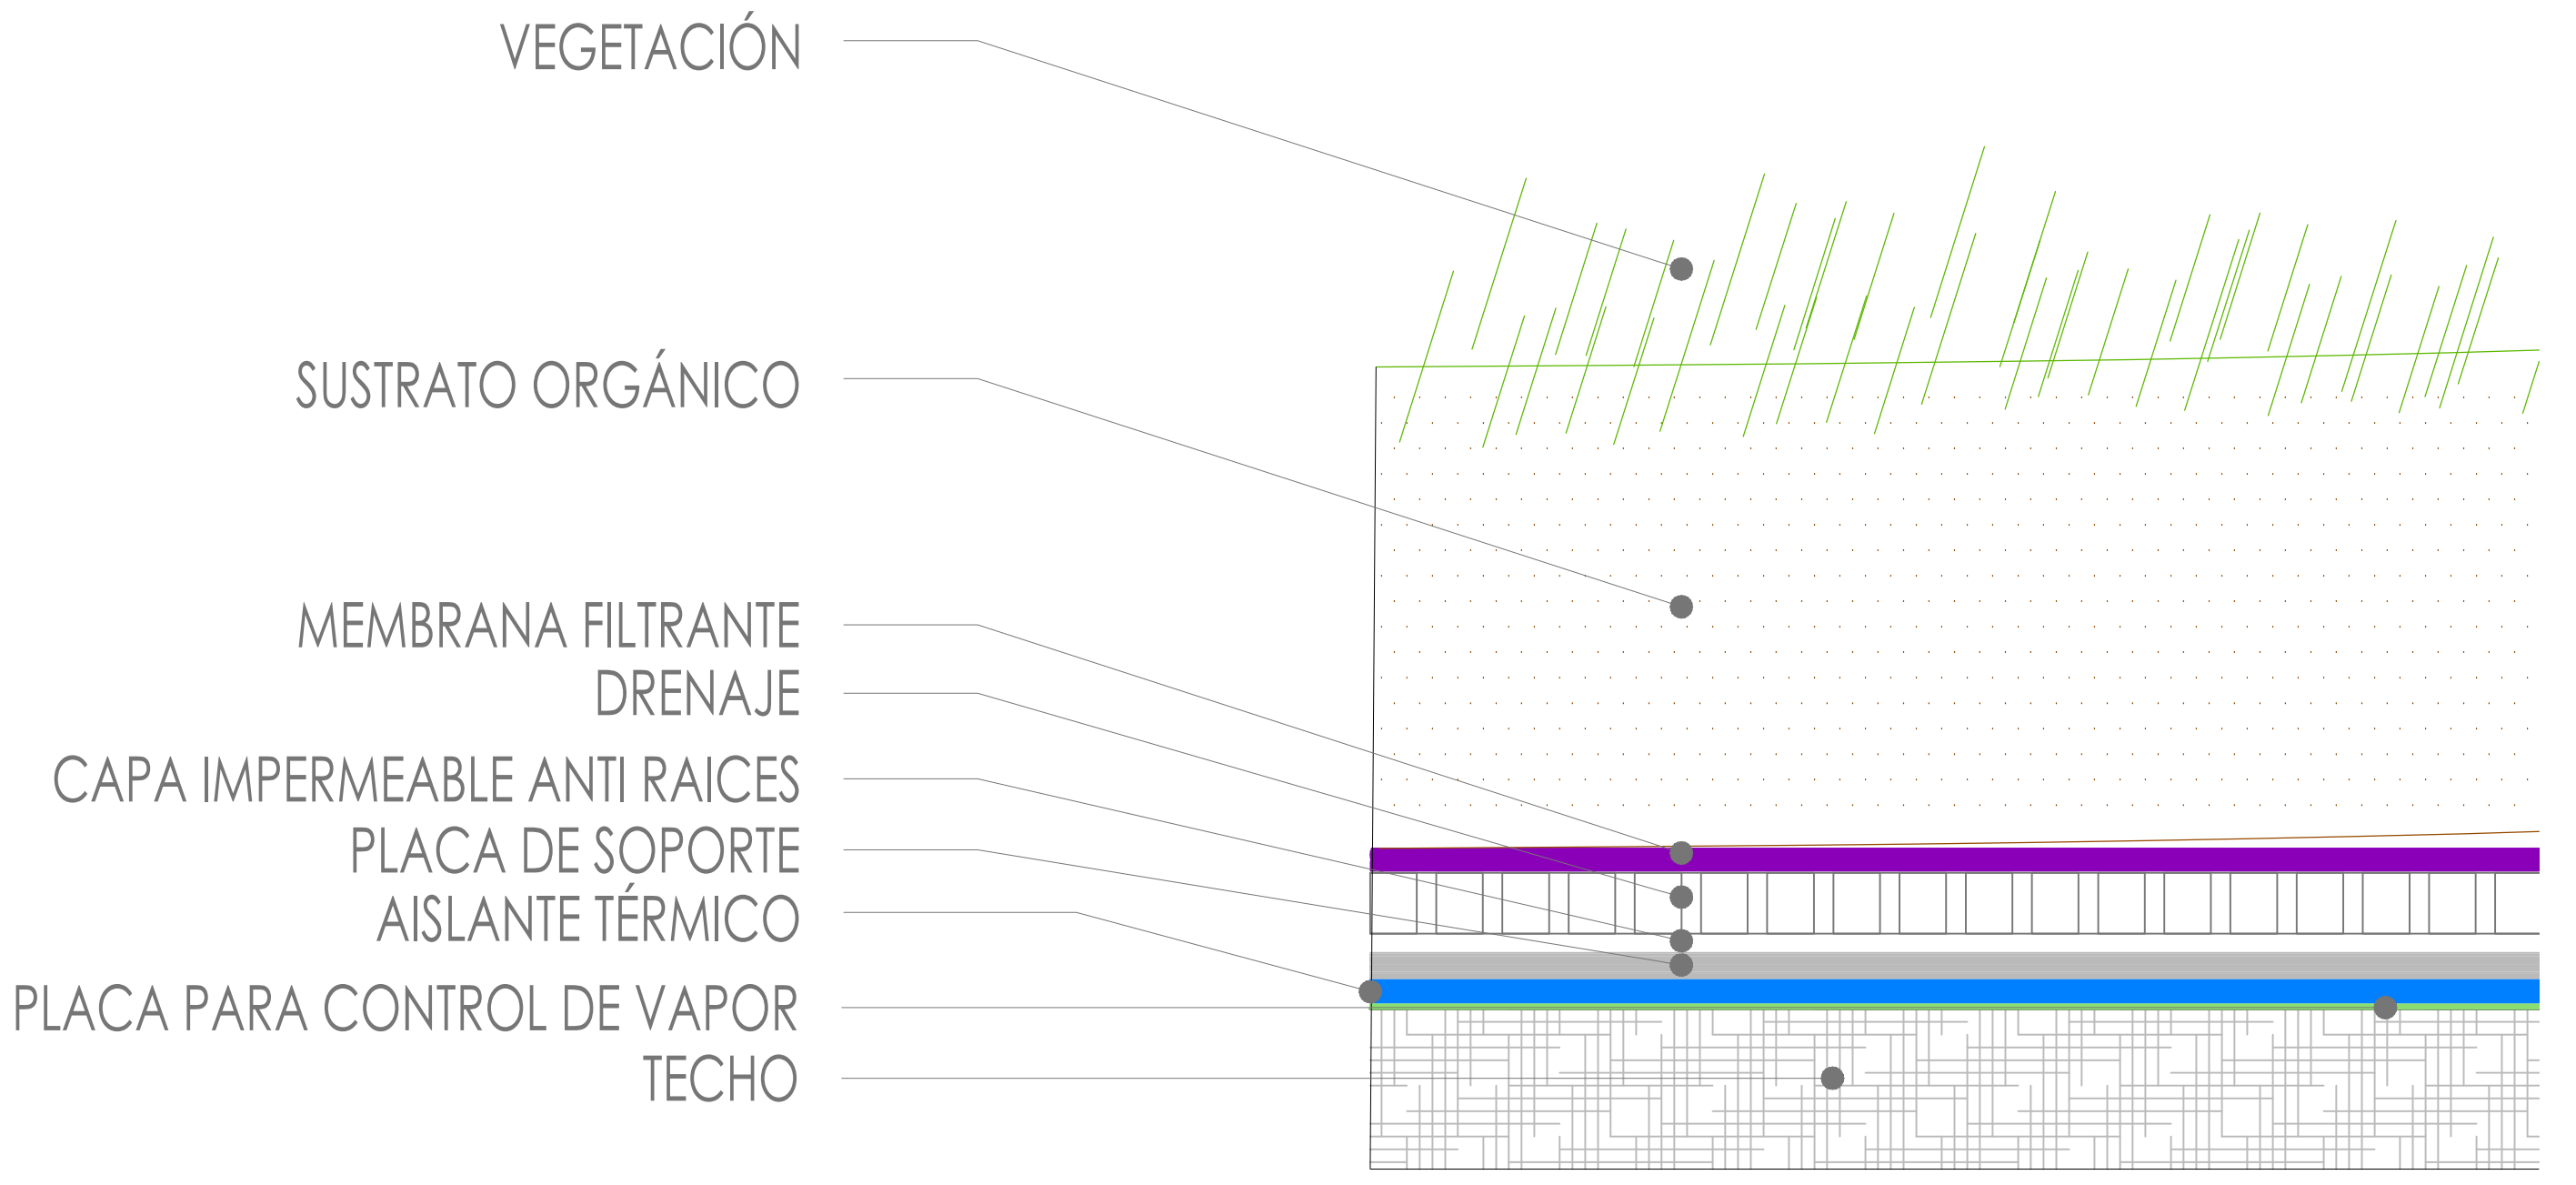 VEGETACIÓN
SUSTRATO ORGÁNICO
MEMBRANA FILTRANTE
DRENAJE
CAPA IMPERMEABLE ANTI RAICES
PLACA DE SOPORTE
AISLANTE TÉRMICO
PLACA PARA CONTROL DE VAPOR
TECHO